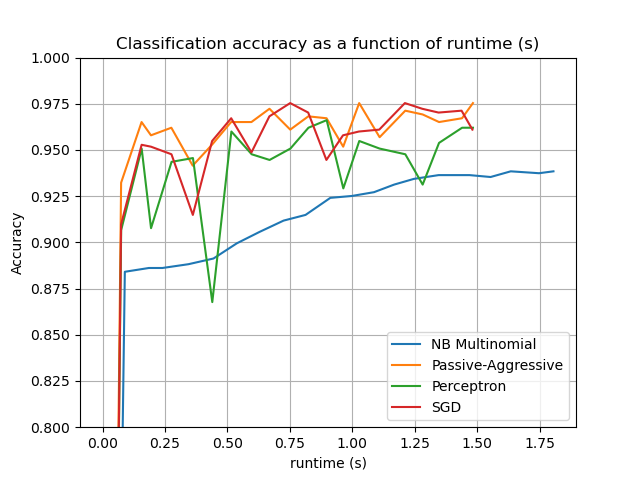 Classification accuracy as a function of runtime (s)
1.000
0.975
0.950
0.925
0.900
0.875
0.850
0.825
0.800
Accuracy
NB Multinomial
Passive-Aggressive
Perceptron
SGD
0.00 0.25 0.50 0.75 1.00 1.25 1.50 1.75
runtime (s)